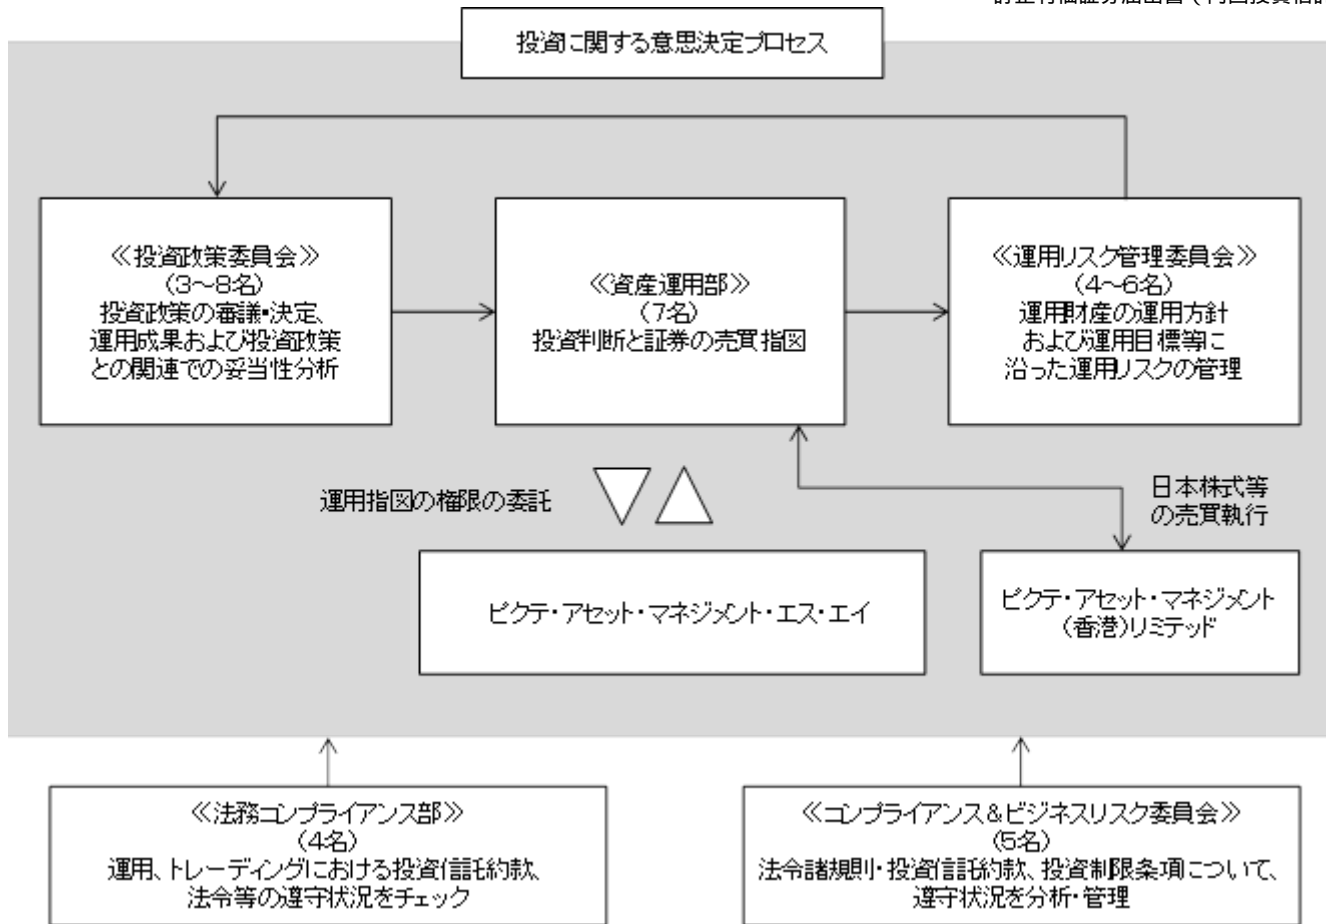 投資に関する意思決定プロセス
≪投資政策委員会≫
(3~8名)
投資政策の審議・決定、
運用成果および投資政策
との関連での妥当性分析
≪資産運用部≫
(7名)
投資判断と証券の売買指図
≪運用リスク管理委員会≫
(4~6名)
運用財産の運用方針
および運用目標等に
沿った運用リスクの管理
運用指図の権限の委託
日本株式等
の売買執行
ピクテ・アセット・マネジメント・エス・エイ
ピクテ・アセット・マネジメント
(香港)リミテッド
≪法務コンプライアンス部≫
(4名)
運用、トレーディングにおける投資信託約款、
法令等の遵守状況をチェック
≪コンプライアンス&ビジネスリスク委員会≫
(5名)
法令諸規則・投資信託約款、投資制限条項について、
遵守状況を分析・管理